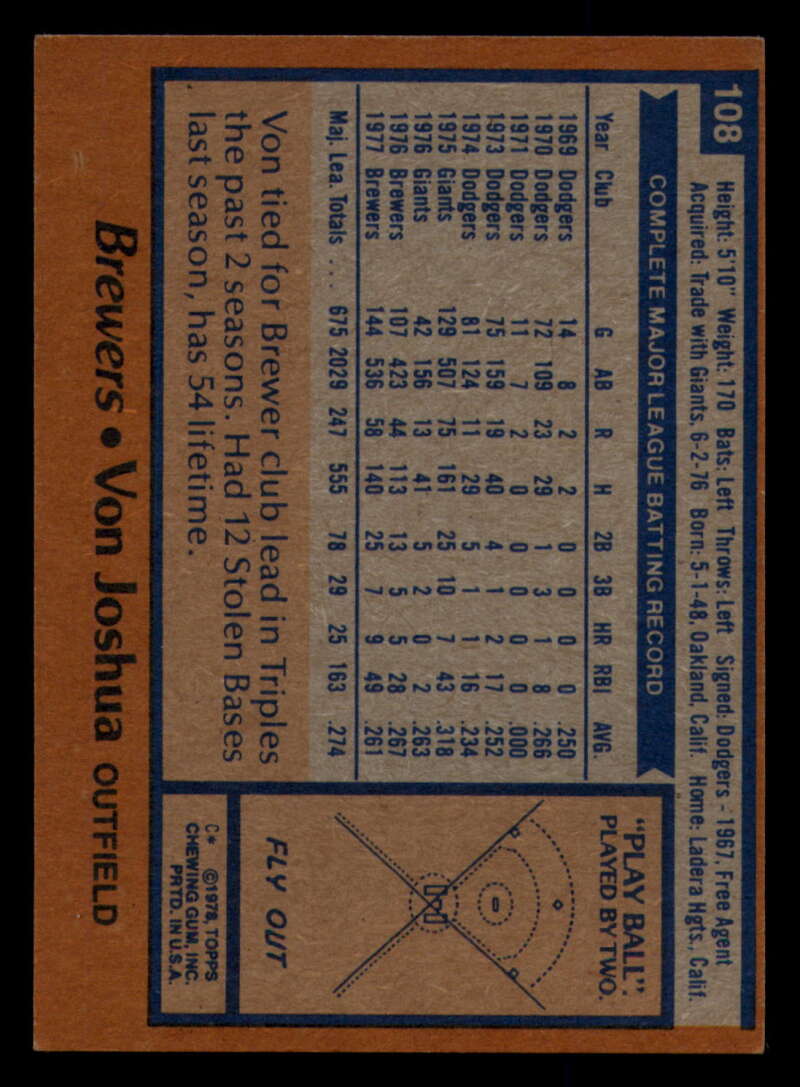 108
Height: 5'10" Weight: 170 Bats: Left Throws: Left Signed: Dodgers - 1967, Free Agent
Acquired: Trade with Giants, 6-2-76 Born: 5-1-48, Oakland, Calif. Home: Ladera Hgts., Calif.
COMPLETE MAJOR LEAGUE BATTING RECORD
Year Club G AB R H 2B 3B HR RBI AVG.
1969 Dodgers 14 8 2 2 0 0 0 0 .250
1970 Dodgers 72 109 23 29 1 3 1 8 .266
1971 Dodgers 11 7 2 0 0 0 0 0 .000
1973 Dodgers 75 159 19 40 4 1 2 17 .252
1974 Dodgers 81 124 11 29 5 1 1 16 .234
1975 Giants 129 507 75 161 25 10 7 43 .318
1976 Giants 42 156 13 41 5 2 0 2 .263
1976 Brewers 107 423 44 113 13 5 5 28 .267
1977 Brewers 144 536 58 140 25 7 9 49 .261
Maj. Lea. Totals ... 675 2029 247 555 78 29 25 163 .274
Von tied for Brewer club lead in Triples
the past 2 seasons. Had 12 Stolen Bases
last season, has 54 lifetime.
"PLAY BALL":
PLAYED BY TWO.
FLY OUT
C* ©1978, TOPPS
CHEWING GUM, INC.
PRTD. IN U.S.A.
Brewers • Von Joshua OUTFIELD